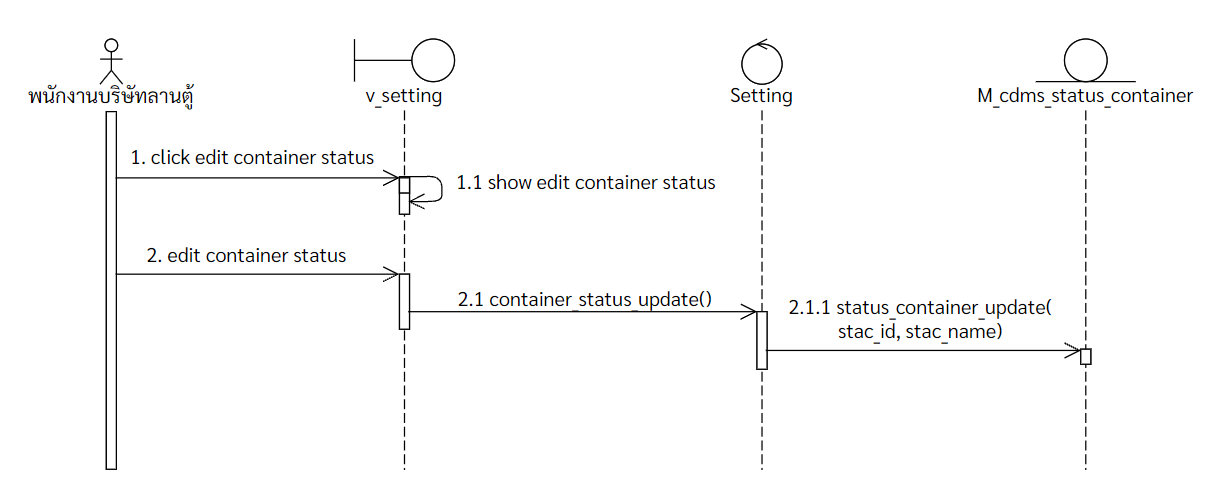 พนักงานบริษัทลานตู้
v_setting
Setting
M_cdms_status_container
1. click edit container status
1.1 show edit container status
2. edit container status
2.1 container_status_update()
2.1.1 status_container_update(
stac_id, stac_name)